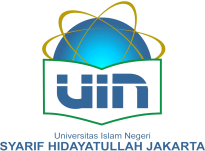 uin
Universitas Islam Negeri
SYARIF HIDAYATULLAH JAKARTA